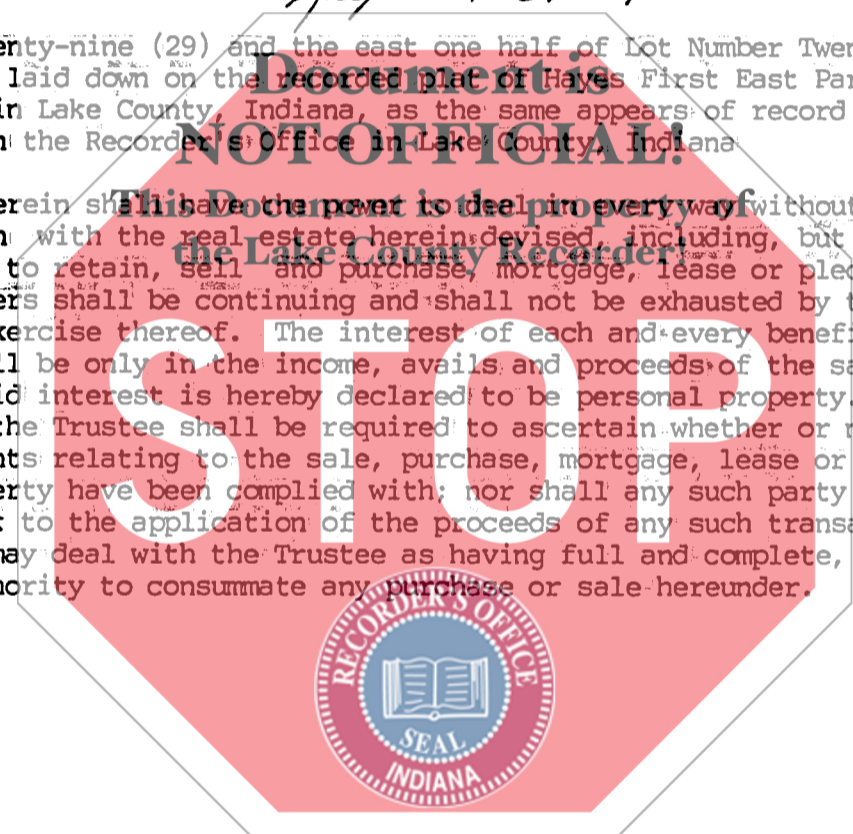 enty-nine (29) and the east one half of Lot Number Twen
laid down on the recorded plat of Hayes First East Par
in Lake County, Indiana, as the same appears of record
n the Recorder's Office in Lake County, Indiana
erein shall have the power to deal in every way without
n with the real estate herein devised, including, but
to retain, sell and purchase, mortgage, lease or pled
ers shall be continuing and shall not be exhausted by t
xercise thereof. The interest of each and every benefi
ll be only in the income, avails and proceeds of the sa
id interest is hereby declared to be personal property.
the Trustee shall be required to ascertain whether or n
nts relating to the sale, purchase, mortgage, lease or
erty have been complied with, nor shall any such party
t to the application of the proceeds of any such transa
may deal with the Trustee as having full and complete,
hority to consummate any purchase or sale hereunder.
Document is
NOT OFFICIAL!
This Document is the property of
the Lake County Recorder!
STOP
RECORDER'S OFFICE
SEAL
INDIANA